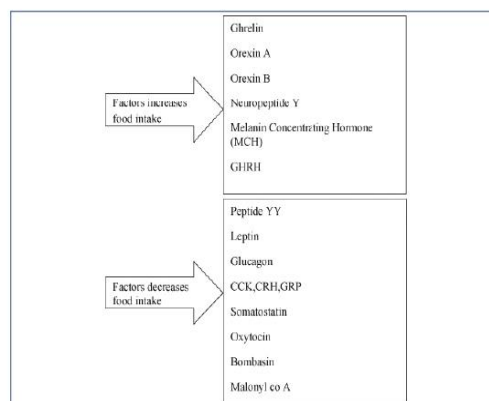 Ghrelin
Orexin A
Orexin B
Factors increases
food intake
Neuropeptide Y
Melanin Concentrating Hormone
(MCH)
GHRH
Peptide YY
Leptin
Glucagon
Factors decreases
food intake
CCK,CRH,GRP
Somatostatin
Oxytocin
Bombasin
Malonyl co A